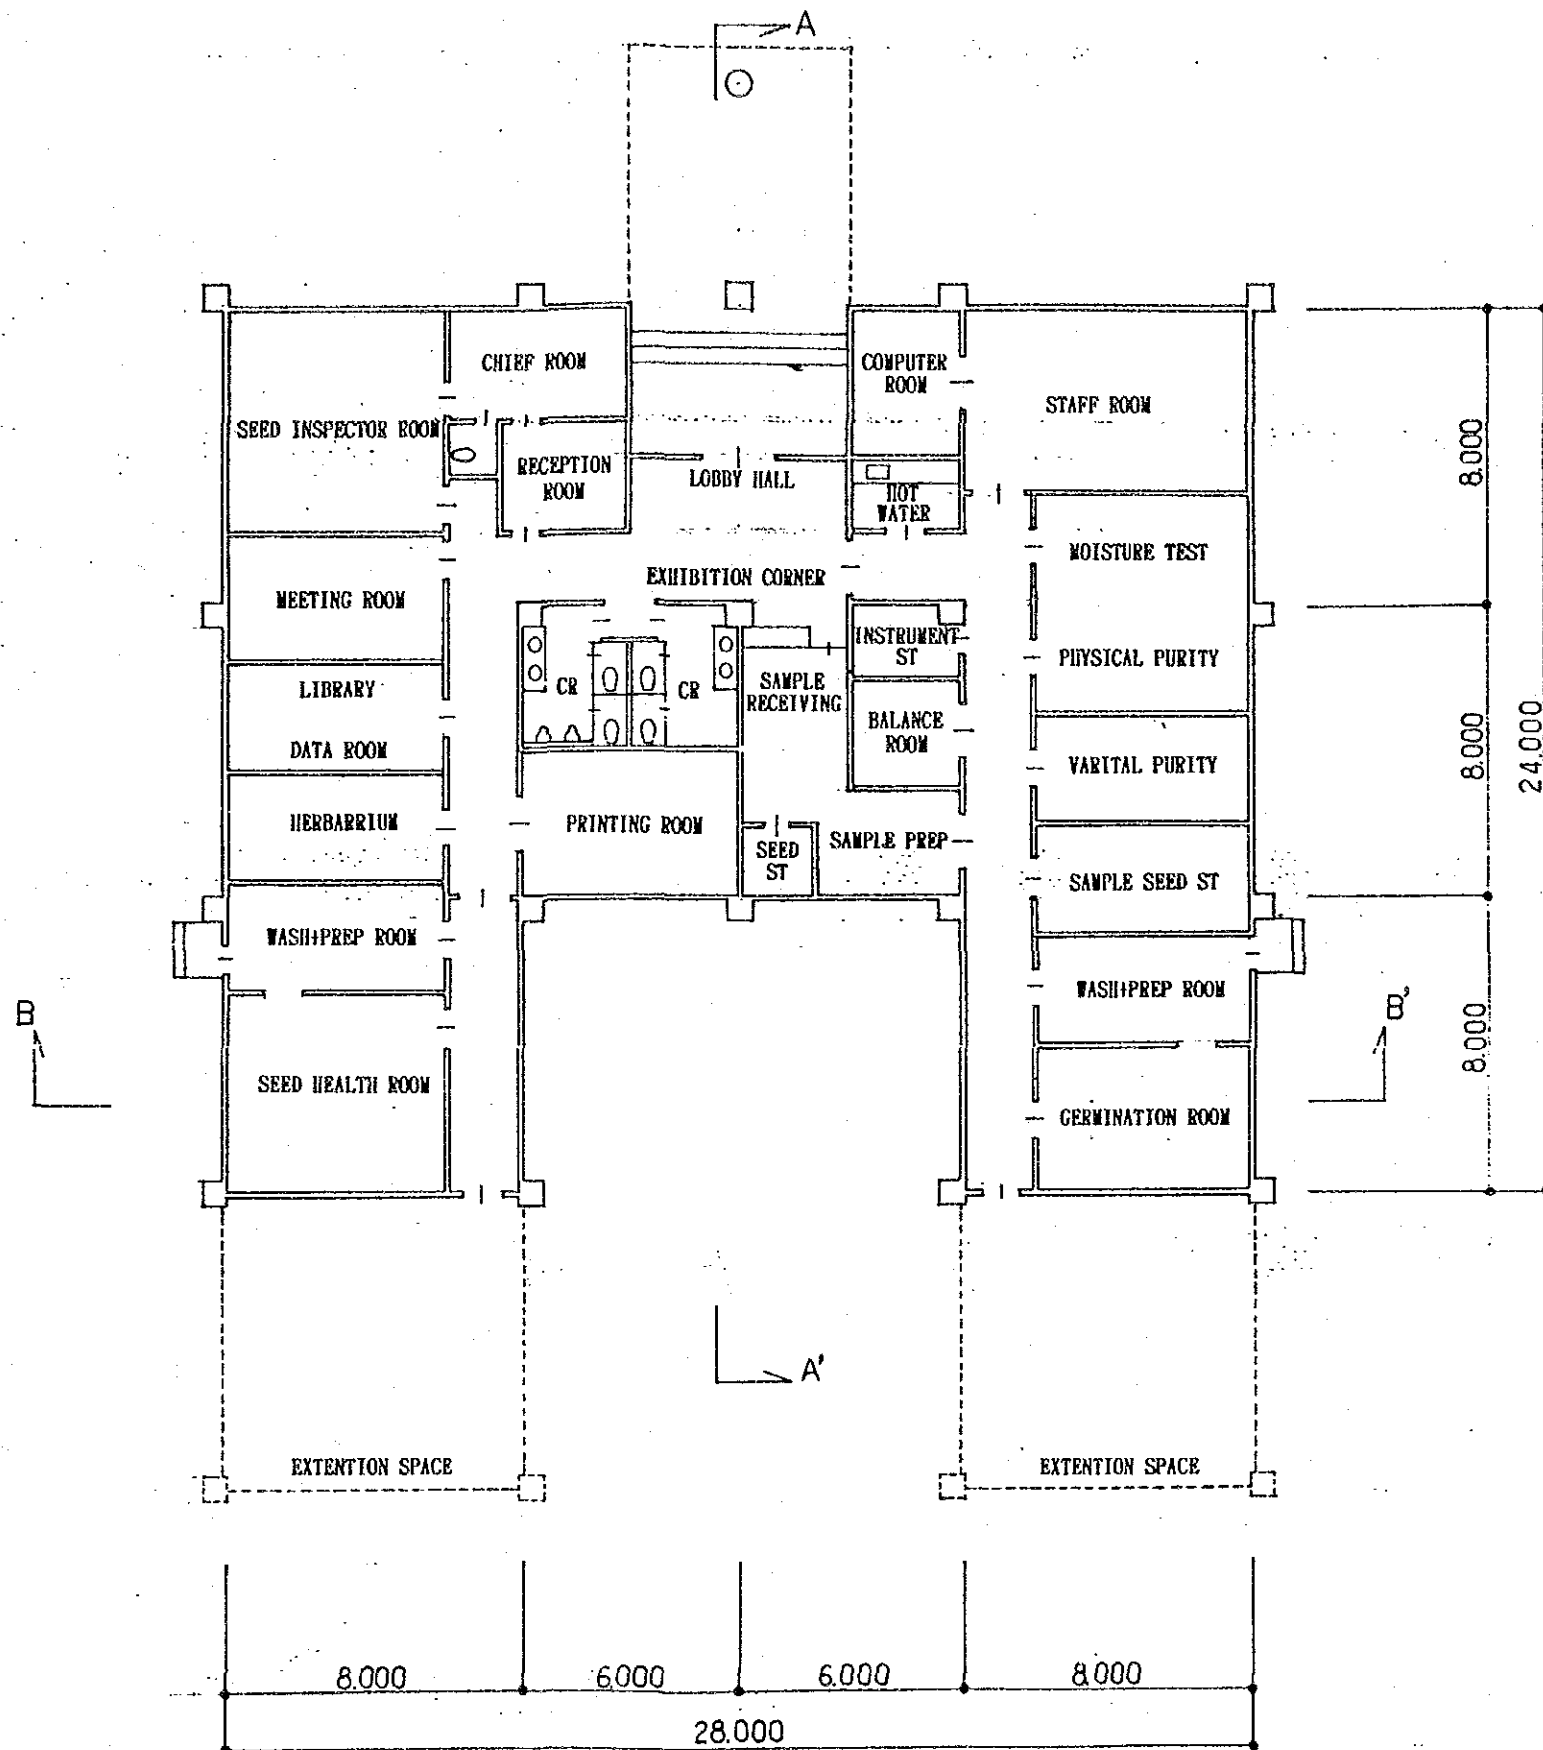 A
CHIEF ROOM
COMPUTER
ROOM
STAFF ROOM
SEED INSPECTOR ROOM
RECEPTION
ROOM
LOBBY HALL
HOT
WATER
8.000
MOISTURE TEST
EXHIBITION CORNER
MEETING ROOM
INSTRUMENT
ST
PHYSICAL PURITY
LIBRARY
CR
CR
SAMPLE
RECEIVING
BALANCE
ROOM
DATA ROOM
VARITAL PURITY
8.000
24.000
HERBARRIUM
PRINTING ROOM
SEED
ST
SAMPLE PREP
SAMPLE SEED ST
WASH+PREP ROOM
WASH+PREP ROOM
B
B'
8.000
SEED HEALTH ROOM
GERMINATION ROOM
A'
EXTENTION SPACE
EXTENTION SPACE
8.000
6.000
6.000
8.000
28.000